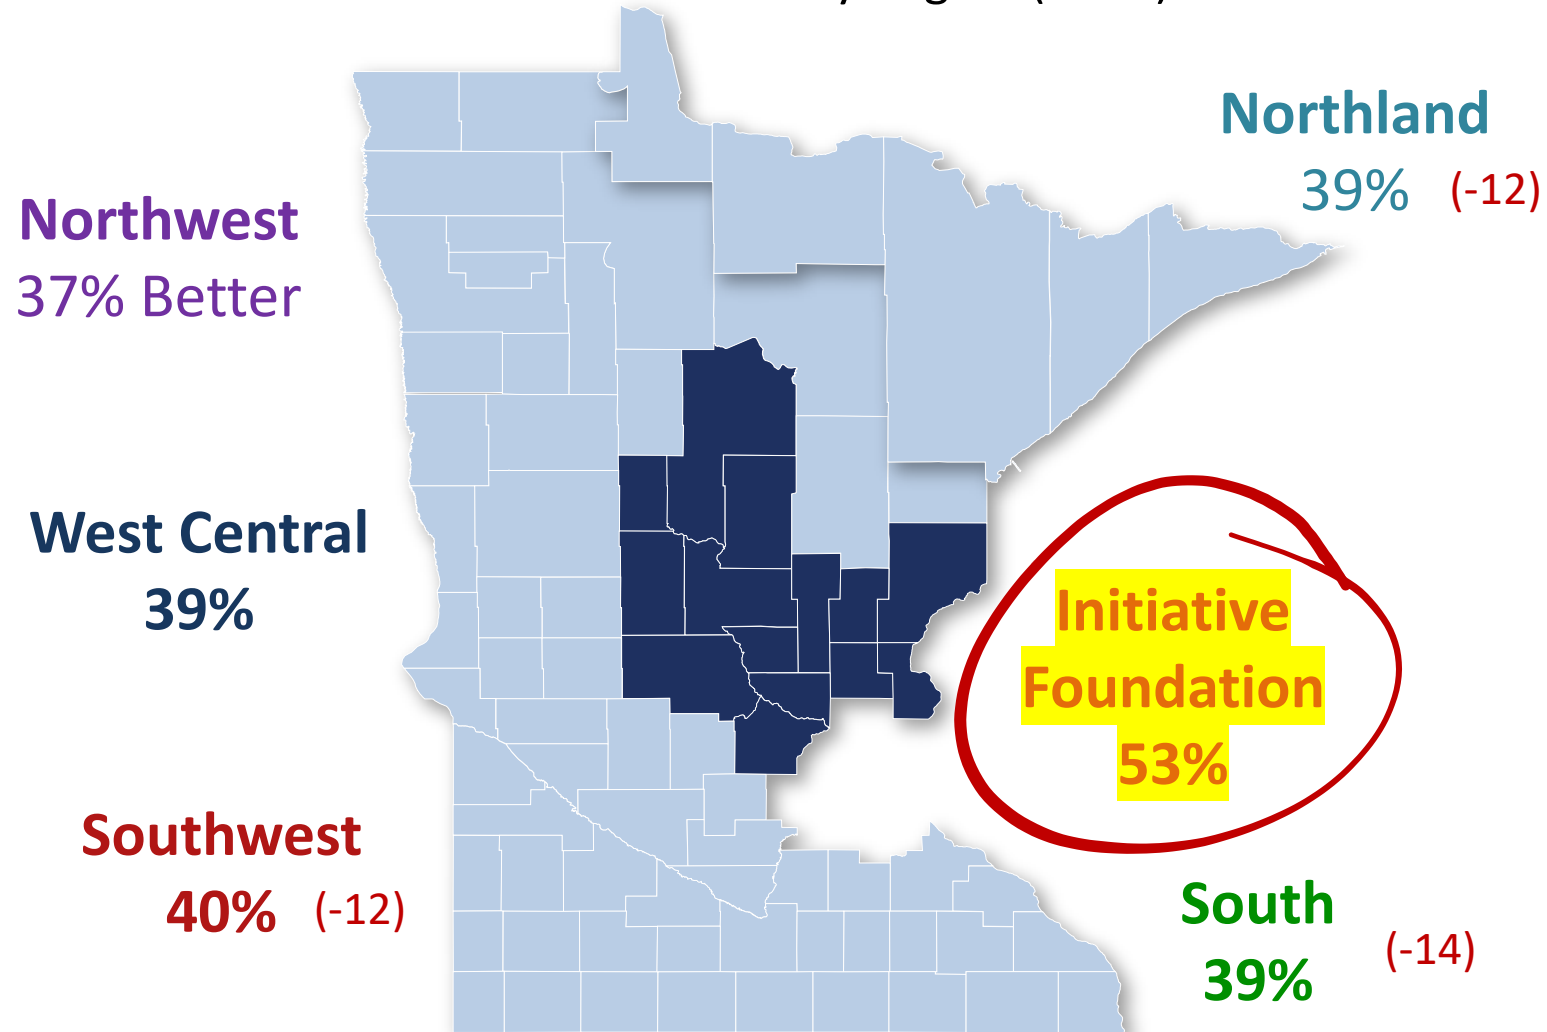 Northland
39% (-12)
Northwest
37% Better
West Central
39%
Initiative
Foundation
53%
Southwest
40% (-12)
South
39% (-14)